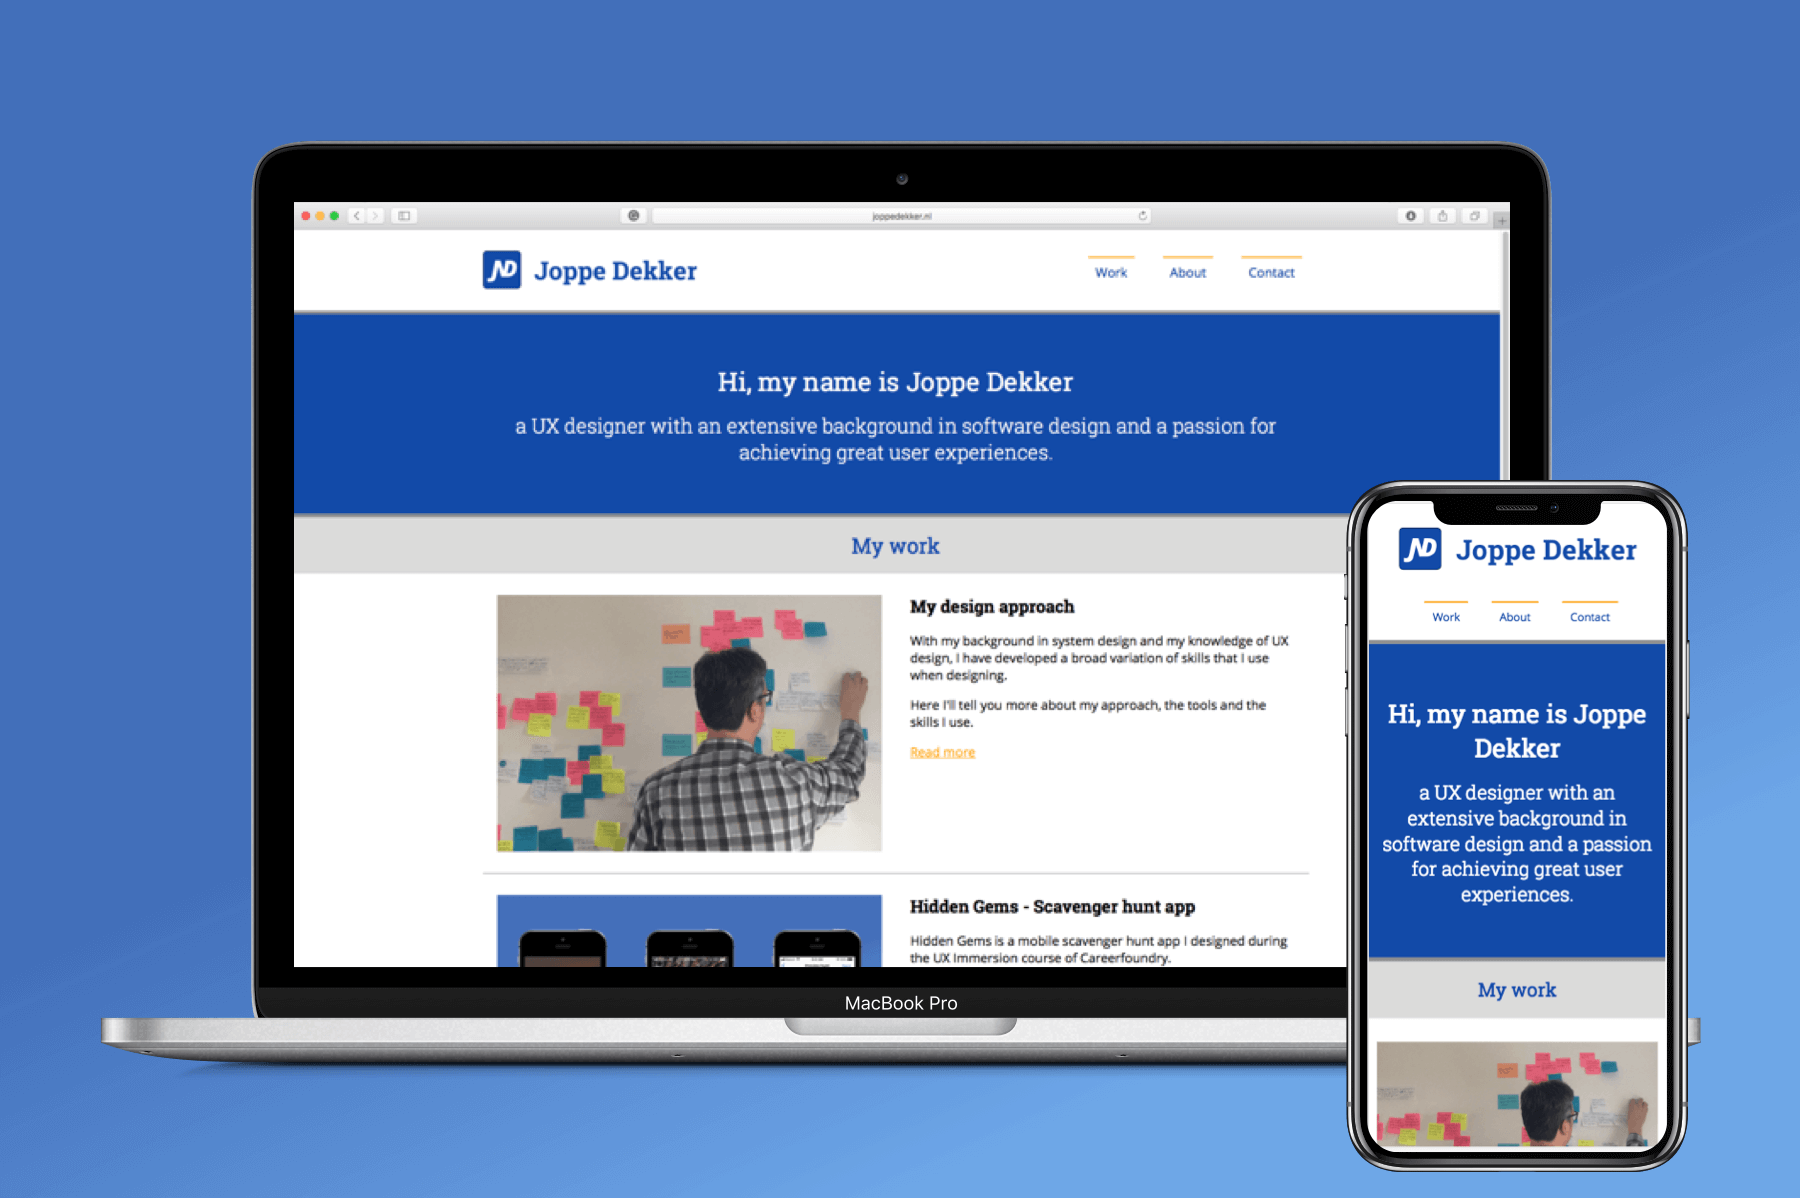 joppedekker.nl
JD Joppe Dekker
Work About Contact
Hi, my name is Joppe Dekker
a UX designer with an extensive background in software design and a passion for
achieving great user experiences.
My work
My design approach
With my background in system design and my knowledge of UX
design, I have developed a broad variation of skills that I use
when designing.
Here I'll tell you more about my approach, the tools and the
skills I use.
Read more
Hidden Gems - Scavenger hunt app
Hidden Gems is a mobile scavenger hunt app I designed during
the UX Immersion course of Careerfoundry.
MacBook Pro
JD Joppe Dekker
Work About Contact
Hi, my name is Joppe
Dekker
a UX designer with an
extensive background in
software design and a passion
for achieving great user
experiences.
My work